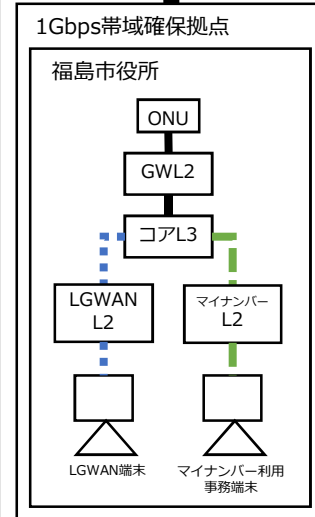 1Gbps帯域確保拠点
福島市役所
ONU
GWL2
コアL3
LGWAN
L2
マイナンバー
L2
LGWAN端末
マイナンバー利用
事務端末